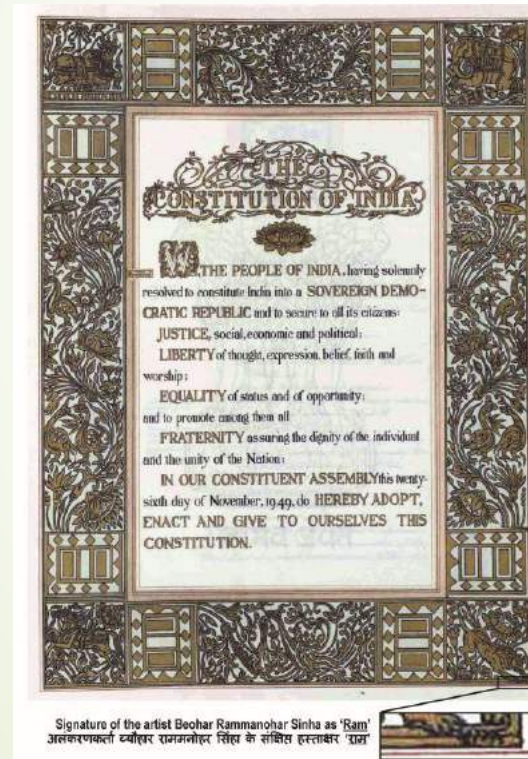 THE
CONSTITUTION OF INDIA
WE, THE PEOPLE OF INDIA, having solemnly
resolved to constitute India into a SOVEREIGN DEMO-
CRATIC REPUBLIC and to secure to all its citizens:
JUSTICE, social, economic and political;
LIBERTY of thought, expression, belief, faith and
worship;
EQUALITY of status and of opportunity;
and to promote among them all
FRATERNITY assuring the dignity of the individual
and the unity of the Nation;
IN OUR CONSTITUENT ASSEMBLY this twenty-
sixth day of November, 1949, do HEREBY ADOPT,
ENACT AND GIVE TO OURSELVES THIS
CONSTITUTION.
Signature of the artist Beohar Rammanohar Sinha as 'Ram'
अलंकरणकर्ता ब्यौहार राममनोहर सिंहा के संक्षिप्त हस्ताक्षर 'राम'